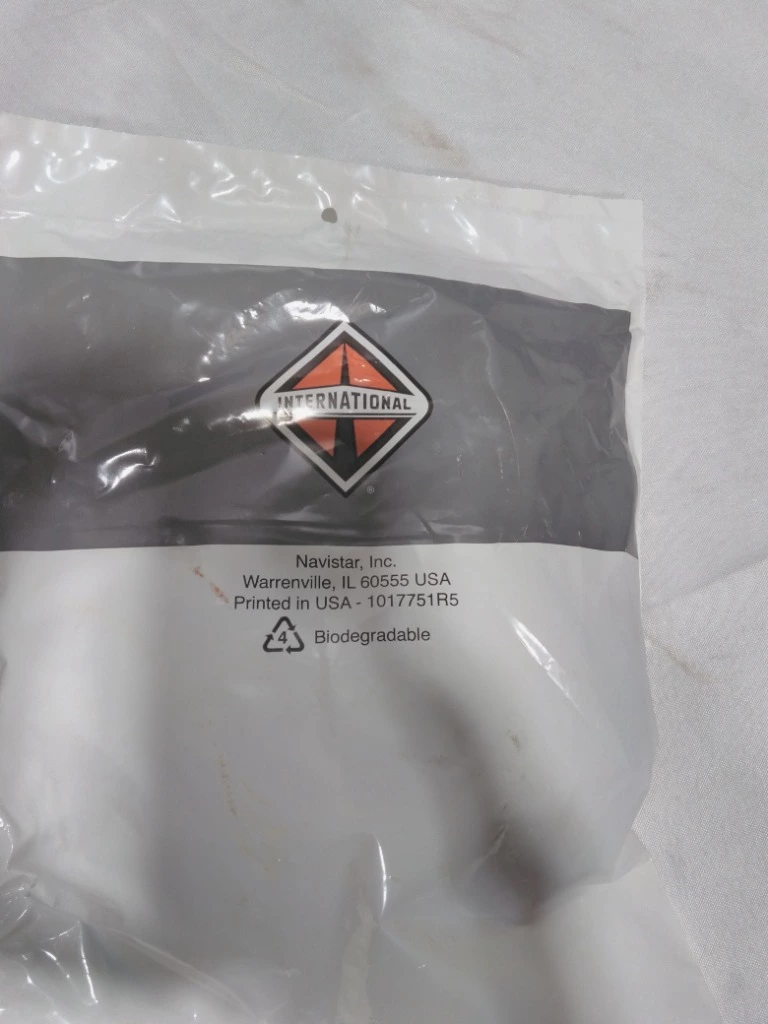 INTERNATIONAL
®
Navistar, Inc.
Warrenville, IL 60555 USA
Printed in USA - 1017751R5
4 Biodegradable